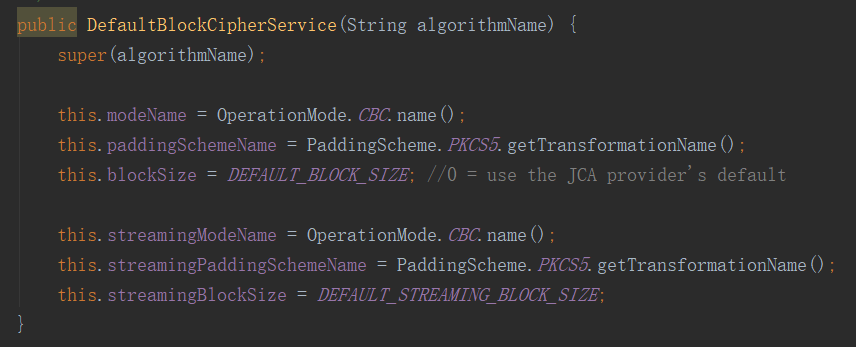 public DefaultBlockCipherService(String algorithmName) {
super(algorithmName);
this.modeName = OperationMode.CBC.name();
this.paddingSchemeName = PaddingScheme.PKCS5.getTransformationName();
this.blockSize = DEFAULT_BLOCK_SIZE; //0 = use the JCA provider's default
this.streamingModeName = OperationMode.CBC.name();
this.streamingPaddingSchemeName = PaddingScheme.PKCS5.getTransformationName();
this.streamingBlockSize = DEFAULT_STREAMING_BLOCK_SIZE;
}